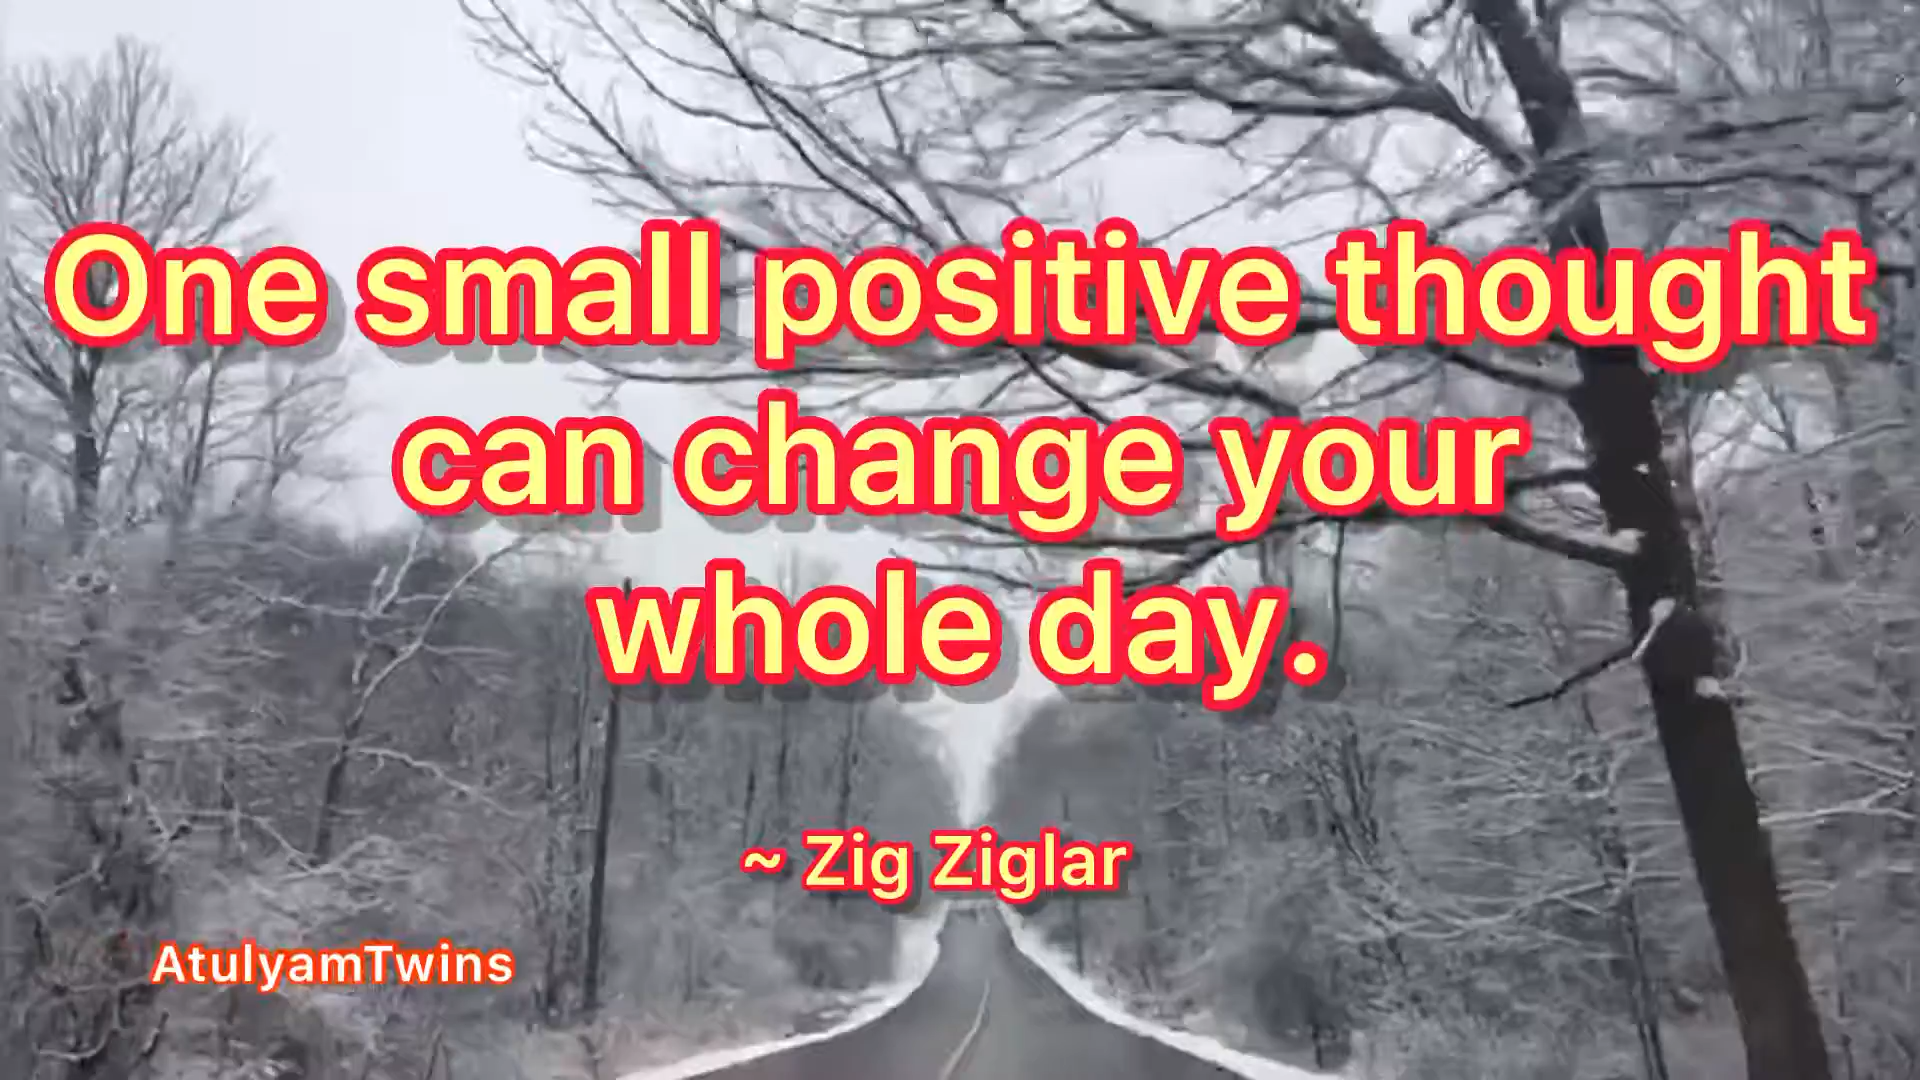 One small positive thought
can change your
whole day.
~ Zig Ziglar
AtulyamTwins